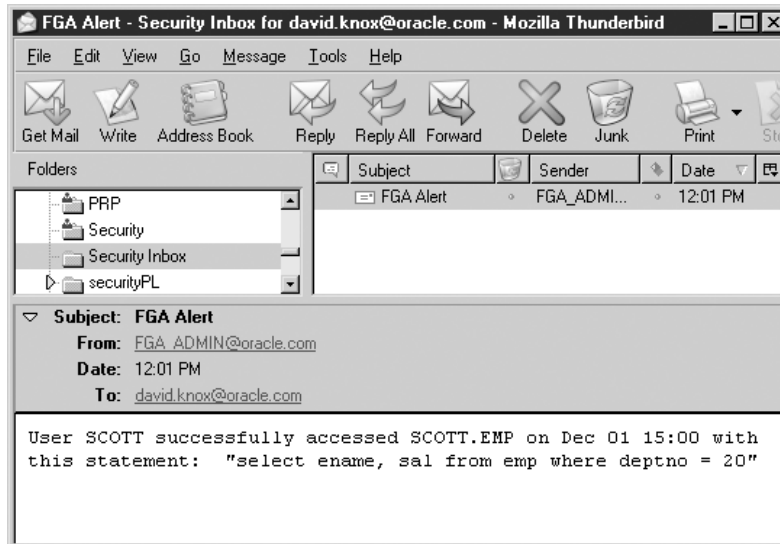 FGA Alert - Security Inbox for david.knox@oracle.com - Mozilla Thunderbird
File Edit View Go Message Tools Help
Get Mail Write Address Book Reply Reply All Forward Delete Junk Print
Folders
PRP
Security
Security Inbox
securityPL
Subject Sender Date
FGA Alert FGA_ADMI... 12:01 PM
Subject: FGA Alert
From: FGA_ADMIN@oracle.com
Date: 12:01 PM
To: david.knox@oracle.com
User SCOTT successfully accessed SCOTT.EMP on Dec 01 15:00 with
this statement: "select ename, sal from emp where deptno = 20"